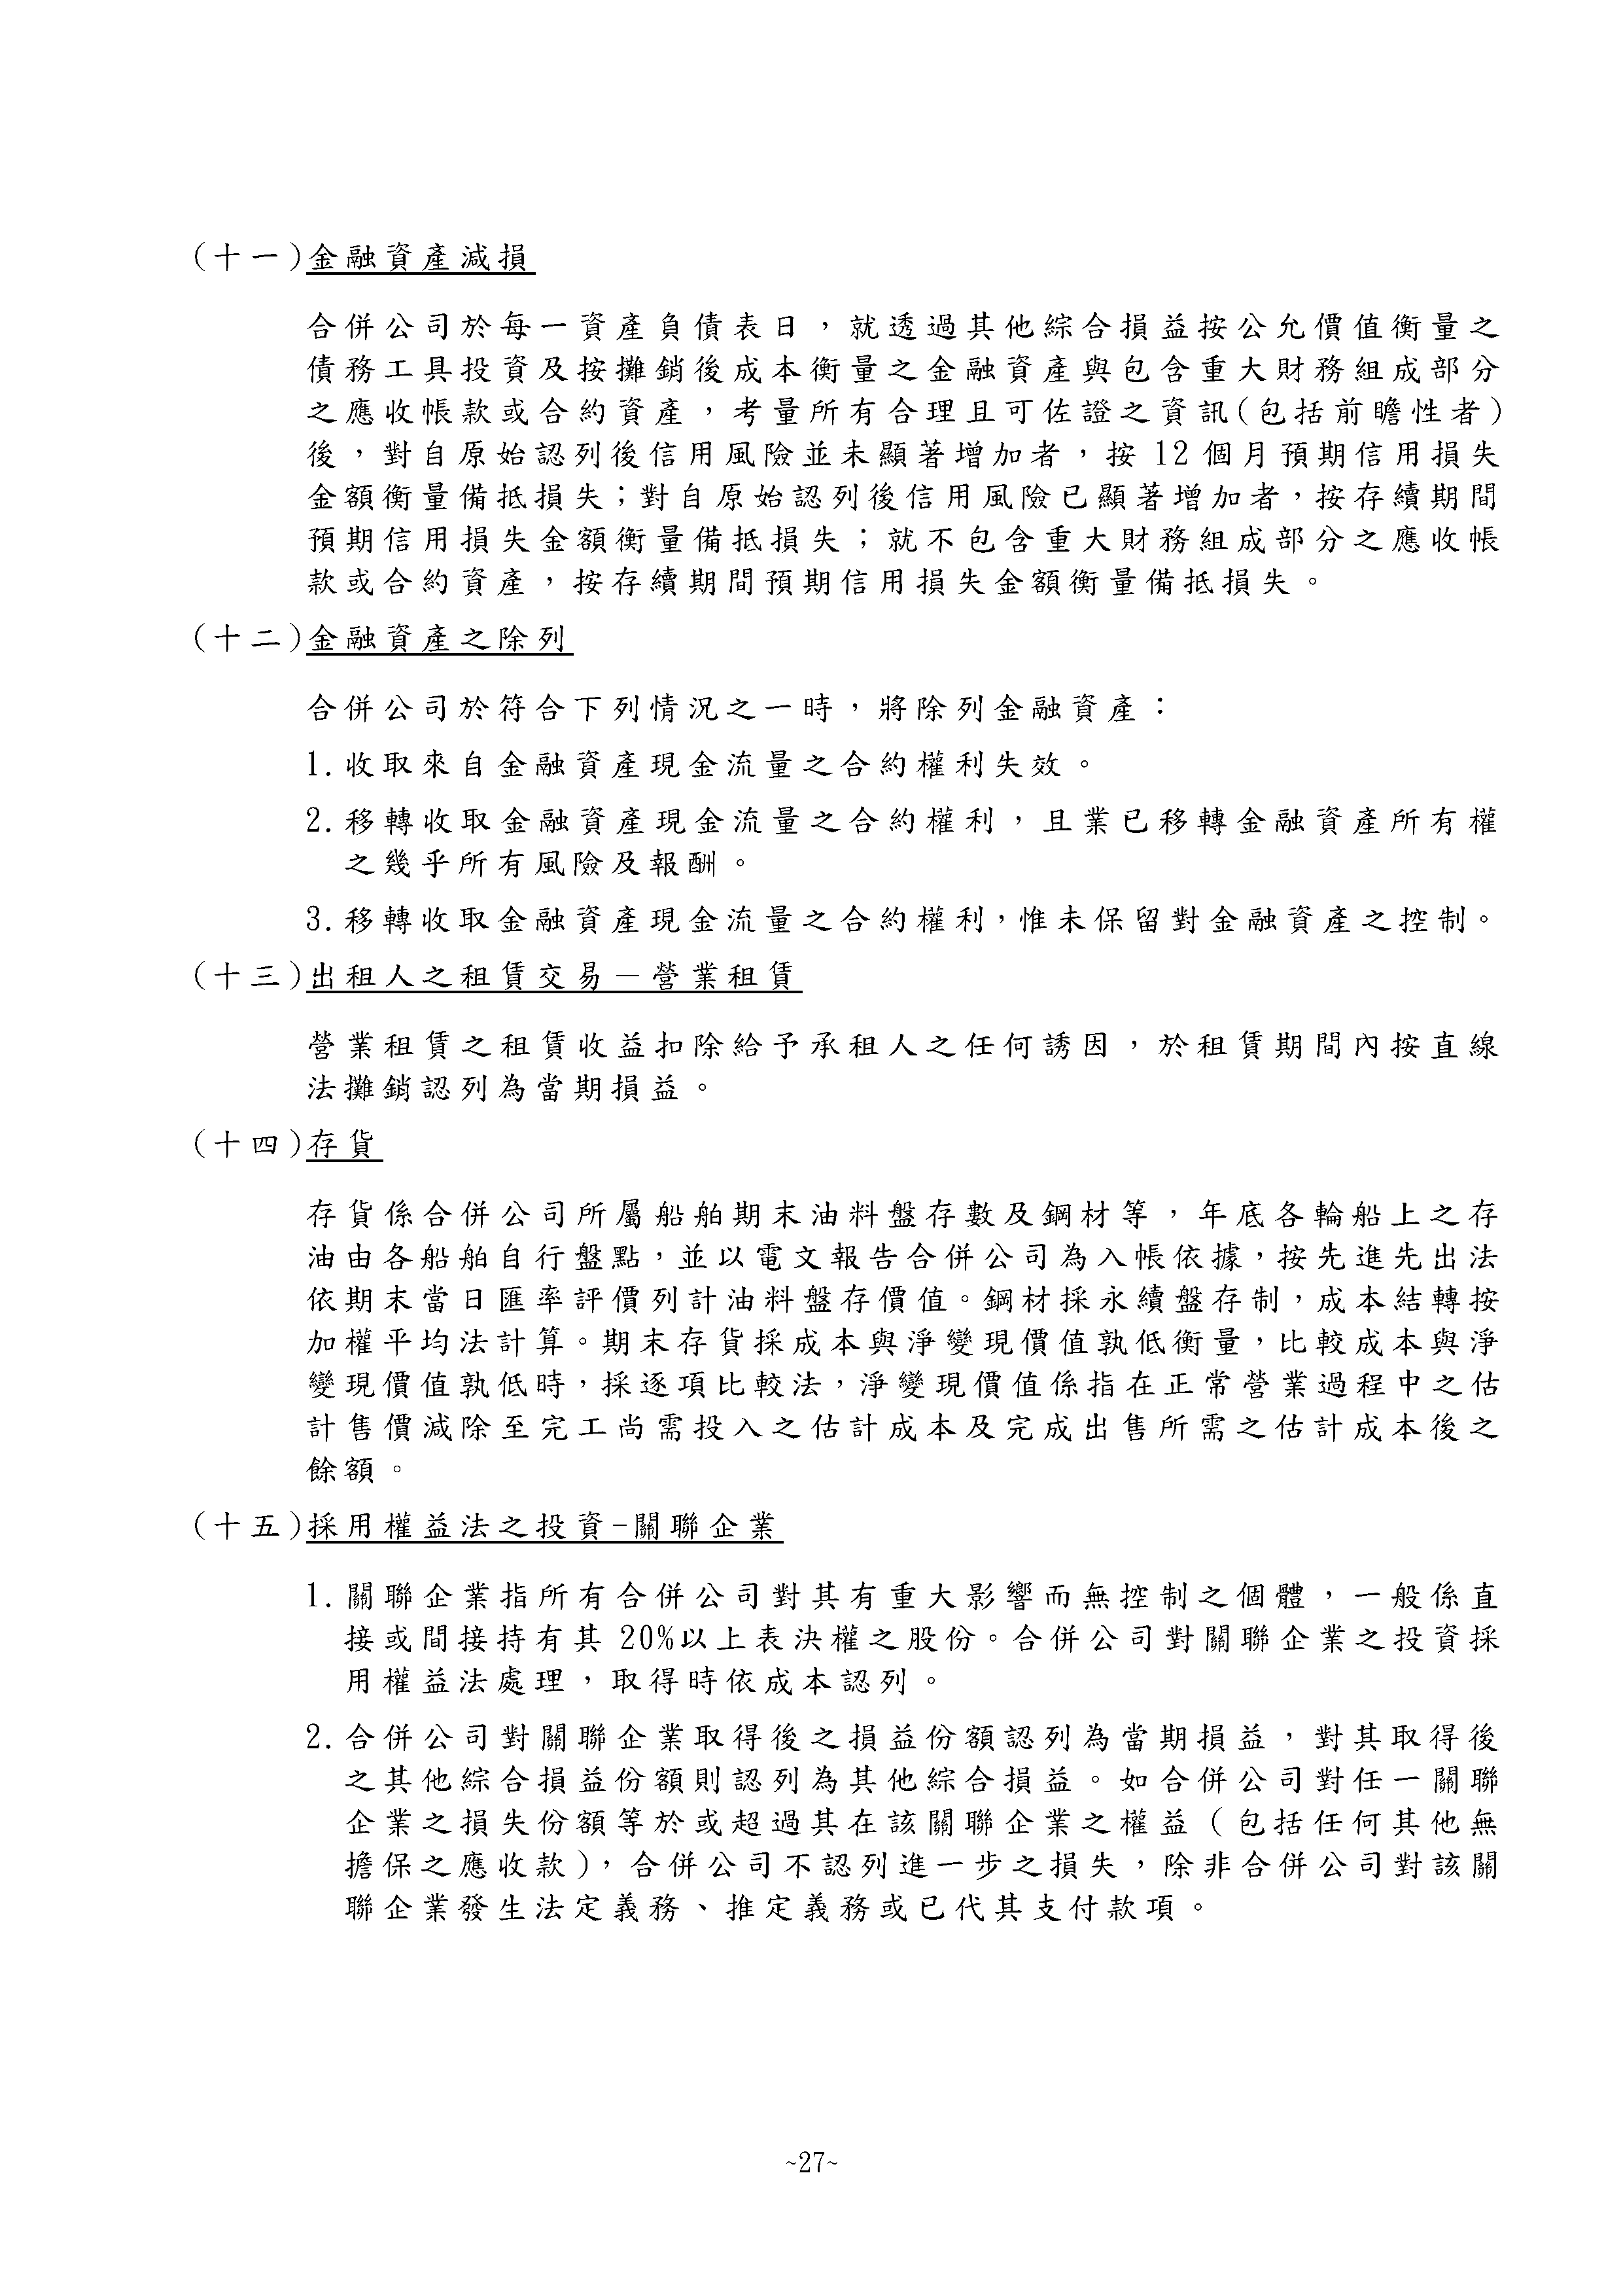 (十一)金融資產減損
合併公司於每一資產負債表日，就透過其他綜合損益按公允價值衡量之
債務工具投資及按攤銷後成本衡量之金融資產與包含重大財務組成部分
之應收帳款或合約資產，考量所有合理且可佐證之資訊(包括前瞻性者)
後，對自原始認列後信用風險並未顯著增加者，按 12 個月預期信用損失
金額衡量備抵損失；對自原始認列後信用風險已顯著增加者，按存續期間
預期信用損失金額衡量備抵損失；就不包含重大財務組成部分之應收帳
款或合約資產，按存續期間預期信用損失金額衡量備抵損失。
(十二)金融資產之除列
合併公司於符合下列情況之一時，將除列金融資產：
1.收取來自金融資產現金流量之合約權利失效。
2.移轉收取金融資產現金流量之合約權利，且業已移轉金融資產所有權
之幾乎所有風險及報酬。
3.移轉收取金融資產現金流量之合約權利，惟未保留對金融資產之控制。
(十三)出租人之租賃交易－營業租賃
營業租賃之租賃收益扣除給予承租人之任何誘因，於租賃期間內按直線
法攤銷認列為當期損益。
(十四)存貨
存貨係合併公司所屬船舶期末油料盤存數及鋼材等，年底各輪船上之存
油由各船舶自行盤點，並以電文報告合併公司為入帳依據，按先進先出法
依期末當日匯率評價列計油料盤存價值。鋼材採永續盤存制，成本結轉按
加權平均法計算。期末存貨採成本與淨變現價值孰低衡量，比較成本與淨
變現價值孰低時，採逐項比較法，淨變現價值係指在正常營業過程中之估
計售價減除至完工尚需投入之估計成本及完成出售所需之估計成本後之
餘額。
(十五)採用權益法之投資-關聯企業
1.關聯企業指所有合併公司對其有重大影響而無控制之個體，一般係直
接或間接持有其 20%以上表決權之股份。合併公司對關聯企業之投資採
用權益法處理，取得時依成本認列。
2.合併公司對關聯企業取得後之損益份額認列為當期損益，對其取得後
之其他綜合損益份額則認列為其他綜合損益。如合併公司對任一關聯
企業之損失份額等於或超過其在該關聯企業之權益（包括任何其他無
擔保之應收款），合併公司不認列進一步之損失，除非合併公司對該關
聯企業發生法定義務、推定義務或已代其支付款項。
~27~